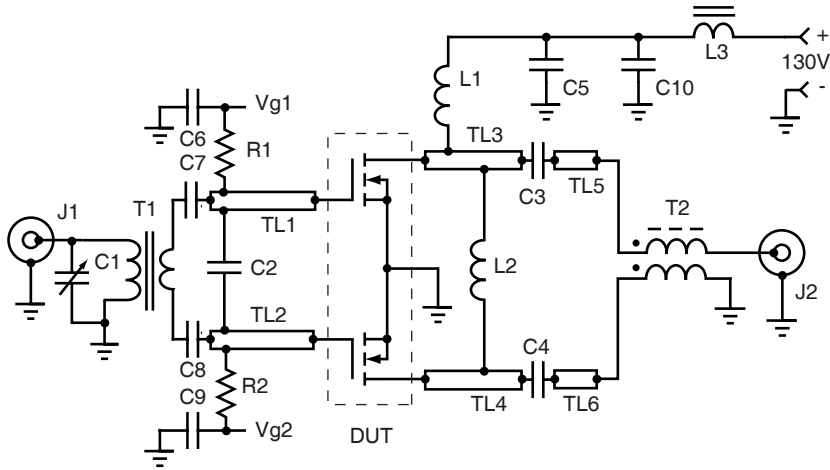 +
L3
130V
L1
C5
C10
-
Vg1
C6
R1
TL3
C7
C3
TL5
J1
T1
TL1
T2
C1
C2
L2
J2
TL2
C4
C8
R2
C9
TL4
TL6
Vg2
DUT